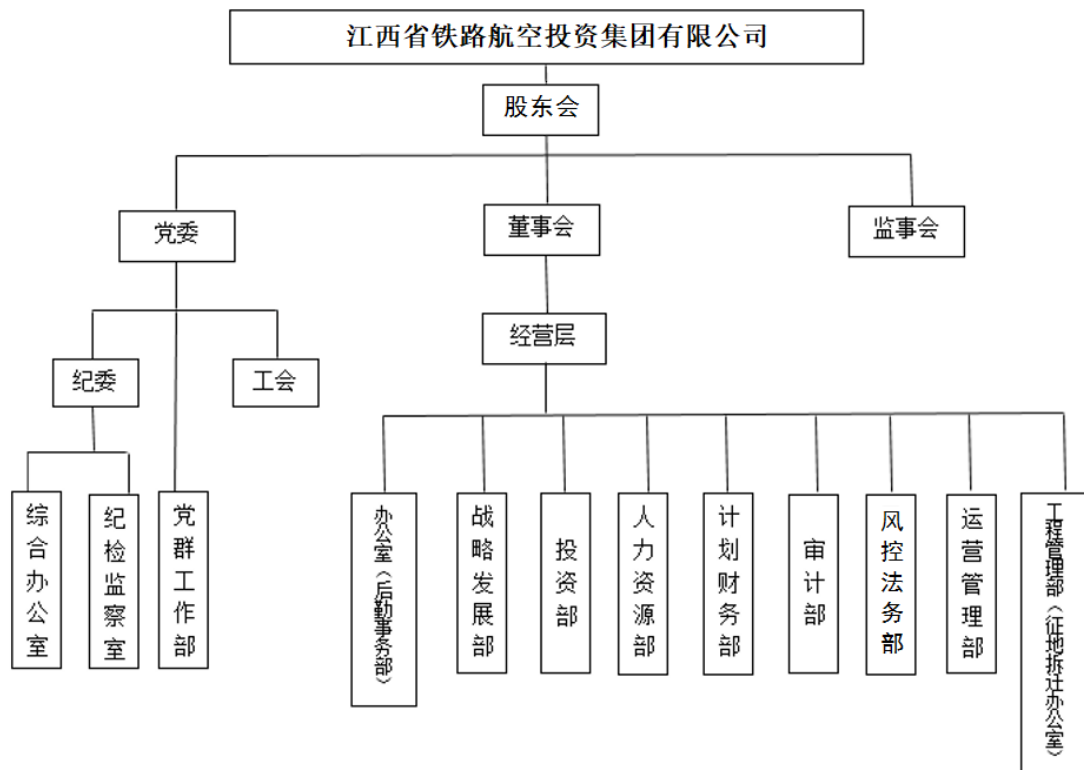 江西省铁路航空投资集团有限公司
股东会
党委
董事会
监事会
经营层
纪委
工会
综合办公室
纪检监察室
党群工作部
办公室（后勤事务部）
战略发展部
投资部
人力资源部
计划财务部
审计部
风控法务部
运营管理部
工程管理部（征地拆迁办公室）